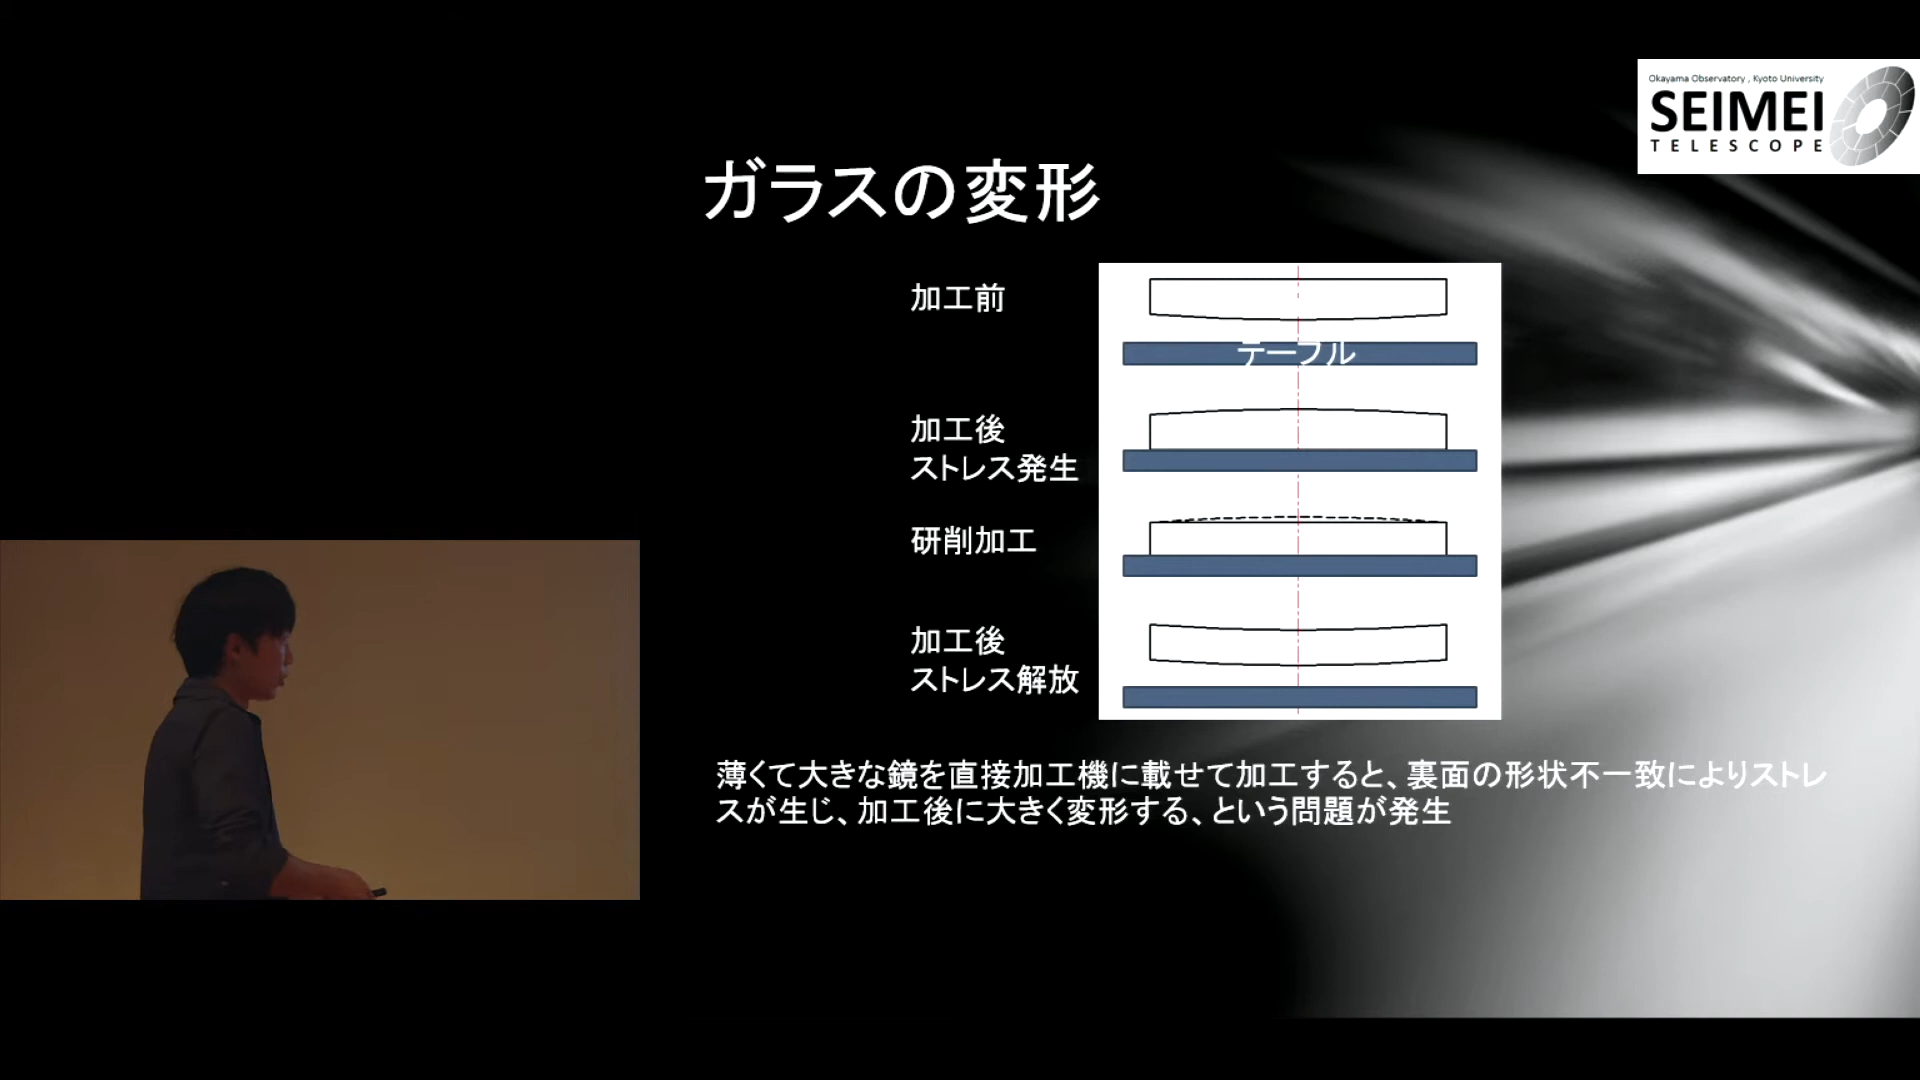 Okayama Observatory , Kyoto University
SEIMEI
TELESCOPE
ガラスの変形
加工前
テーブル
加工後
ストレス発生
研削加工
加工後
ストレス解放
薄くて大きな鏡を直接加工機に載せて加工すると、裏面の形状不一致によりストレ
スが生じ、加工後に大きく変形する、という問題が発生